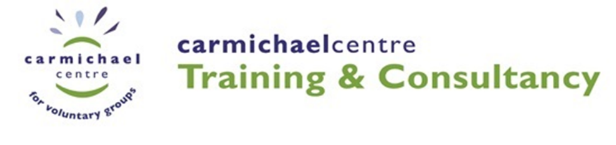 carmichael
centre
for voluntary groups
carmichaelcentre
Training & Consultancy